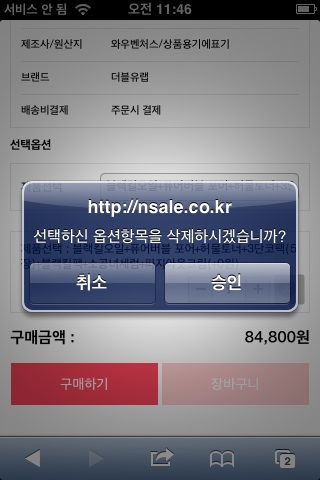 서비스 안 됨 오전 11:46
제조사/원산지 와우벤처스/상품용기에표기
브랜드 더블유랩
배송비결제 주문시 결제
선택옵션
http://nsale.co.kr
선택하신 옵션항목을 삭제하시겠습니까?
취소 승인
구매금액 : 84,800원
구매하기 장바구니
2